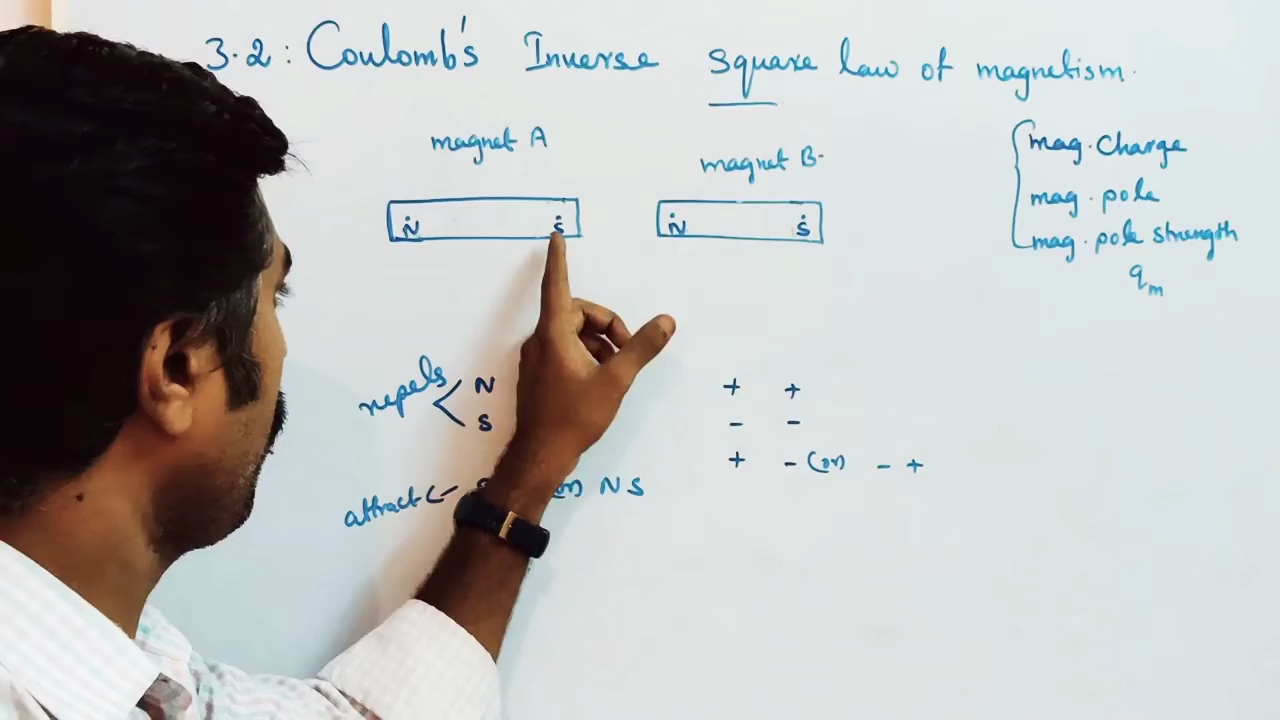 3.2: Coulomb's Inverse Square law of magnetism.
magnet A
magnet B.
N S
N S
mag. Charge
mag. pole
mag. pole strength
qm
repels < N
S
attract < NS
+ +
- -
+ - (or) - +